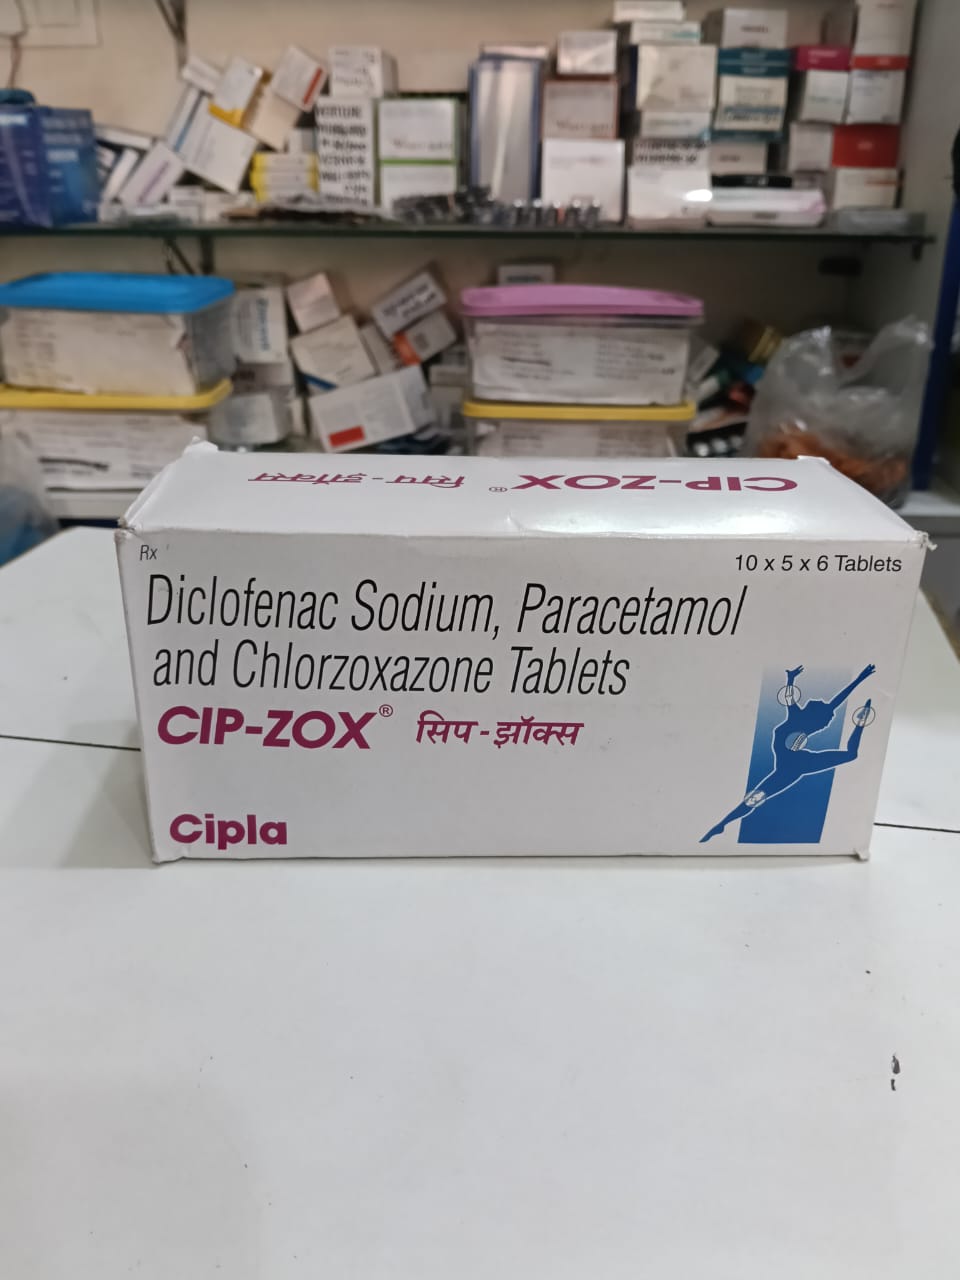 CIP-ZOX® सिप-झॉक्स
Rx
10 x 5 x 6 Tablets
Diclofenac Sodium, Paracetamol
and Chlorzoxazone Tablets
CIP-ZOX® सिप-झॉक्स
Cipla